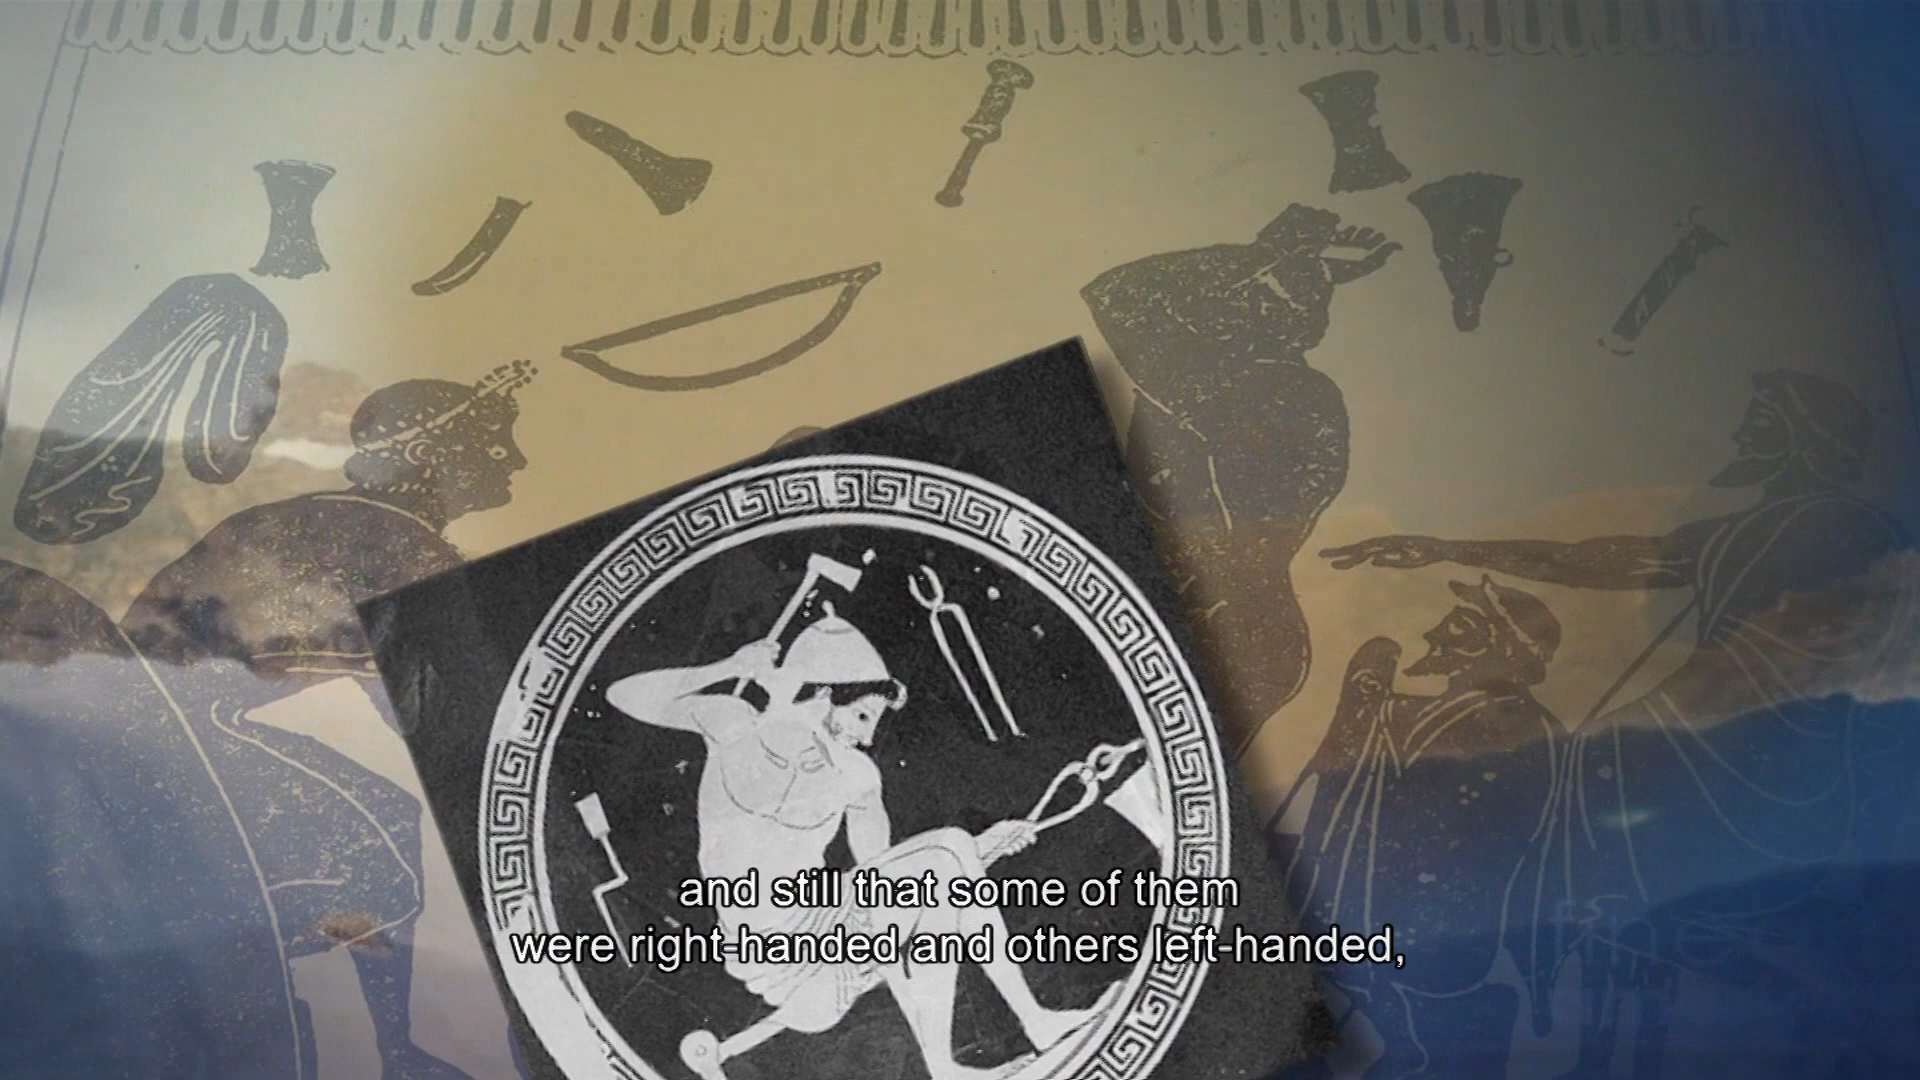 and still that some of them
were right-handed and others left-handed,